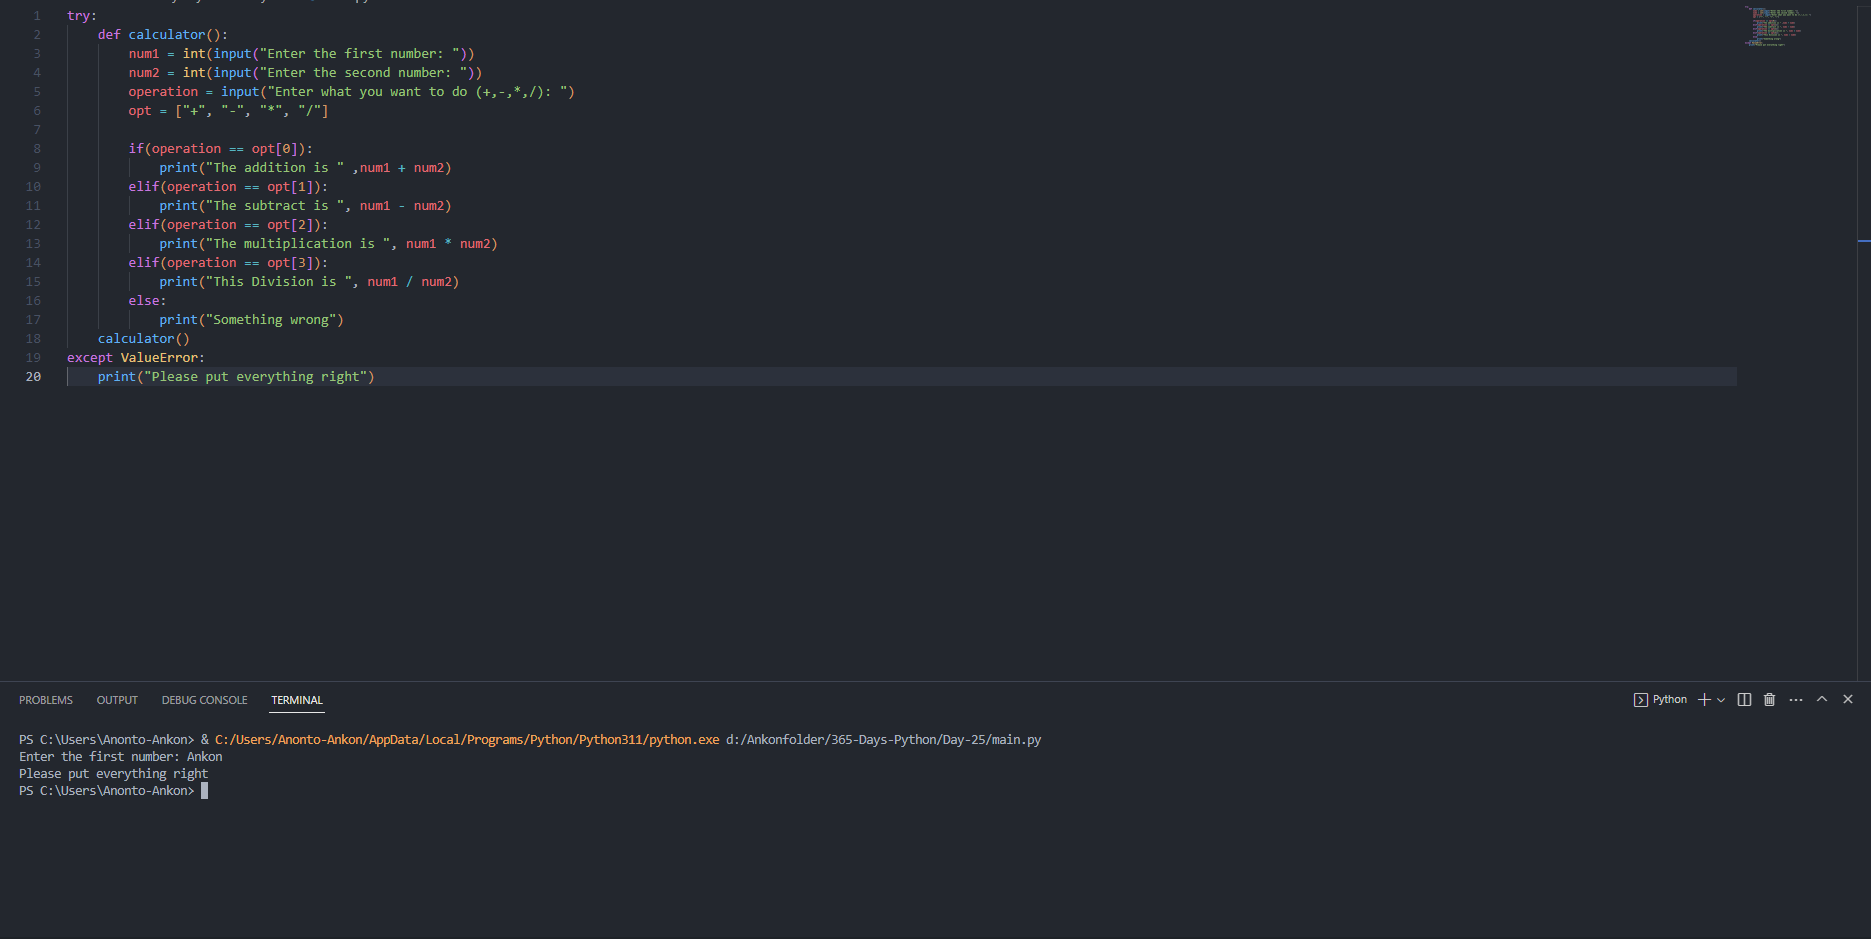 1 try:
2 def calculator():
3 num1 = int(input("Enter the first number: "))
4 num2 = int(input("Enter the second number: "))
5 operation = input("Enter what you want to do (+,-,*,/): ")
6 opt = ["+", "-", "*", "/"]
7
8 if(operation == opt[0]):
9 print("The addition is " ,num1 + num2)
10 elif(operation == opt[1]):
11 print("The subtract is ", num1 - num2)
12 elif(operation == opt[2]):
13 print("The multiplication is ", num1 * num2)
14 elif(operation == opt[3]):
15 print("This Division is ", num1 / num2)
16 else:
17 print("Something wrong")
18 calculator()
19 except ValueError:
20 print("Please put everything right")
PROBLEMS OUTPUT DEBUG CONSOLE TERMINAL Python
PS C:\Users\Anonto-Ankon> & C:/Users/Anonto-Ankon/AppData/Local/Programs/Python/Python311/python.exe d:/Ankonfolder/365-Days-Python/Day-25/main.py
Enter the first number: Ankon
Please put everything right
PS C:\Users\Anonto-Ankon>